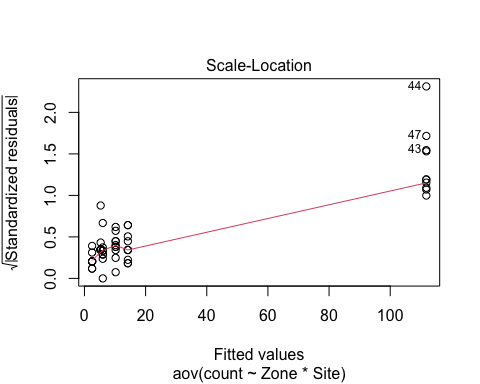 Scale-Location
√|Standardized residuals|
0.0
0.5
1.0
1.5
2.0
44
47
43
0 20 40 60 80 100
Fitted values
aov(count ~ Zone * Site)